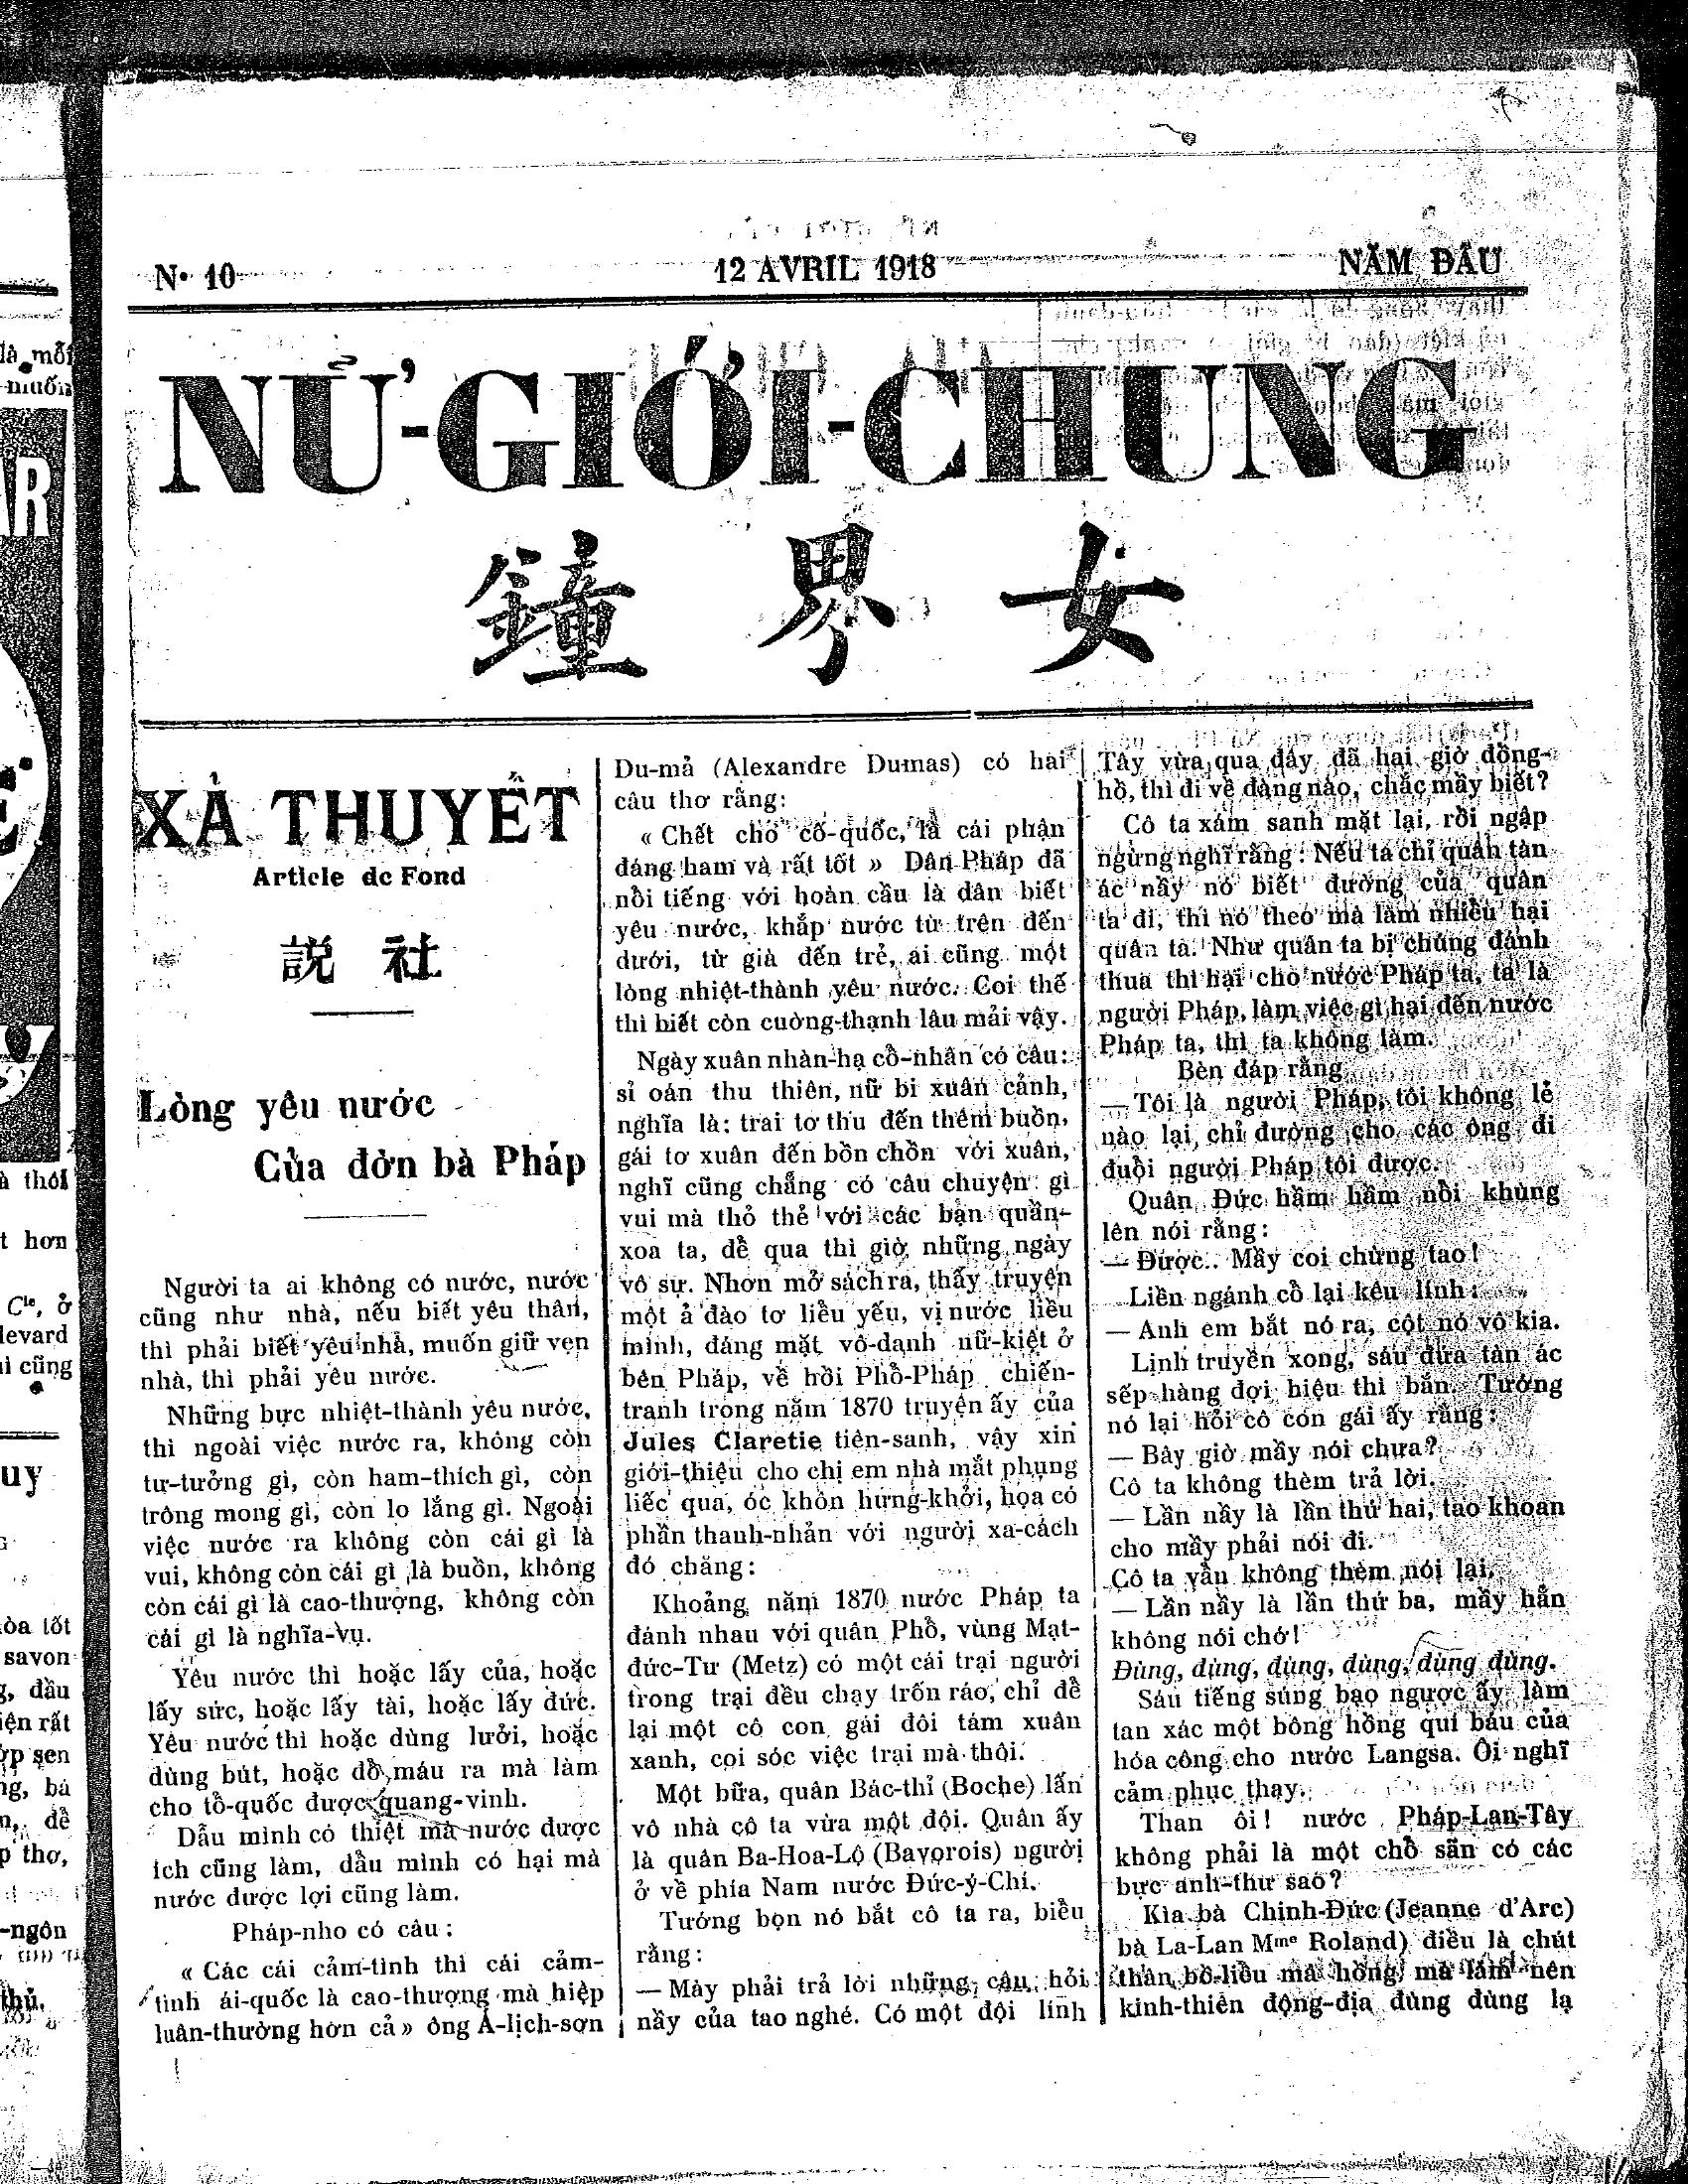 No 10
12 AVRIL 1918
NĂM ĐẦU
NỮ-GIỚI-CHUNG
鐘 界 女
XẢ THUYẾT
Article de Fond
説 社
Lòng yêu nước
Của đờn bà Pháp
Người ta ai không có nước, nước
cũng như nhà, nếu biết yêu thân,
thì phải biết yêu nhà, muốn giữ vẹn
nhà, thì phải yêu nước.
Những bực nhiệt-thành yêu nước,
thì ngoài việc nước ra, không còn
tư-tưởng gì, còn ham-thích gì, còn
trông mong gì, còn lo lắng gì. Ngoài
việc nước ra không còn cái gì là
vui, không còn cái gì là buồn, không
còn cái gì là cao-thượng, không còn
cái gì là nghĩa-vụ.
Yêu nước thì hoặc lấy của, hoặc
lấy sức, hoặc lấy tài, hoặc lấy đức.
Yêu nước thì hoặc dùng lưởi, hoặc
dùng bút, hoặc đổ máu ra mà làm
cho tổ-quốc được quang-vinh.
Dẫu mình có thiệt mà nước được
ích cũng làm, dầu mình có hại mà
nước được lợi cũng làm.
Pháp-nho có câu:
« Các cái cảm-tình thì cái cảm-
tình ái-quốc là cao-thượng mà hiệp
luân-thường hơn cả» ông A-lịch-sơn
Du-mả (Alexandre Dumas) có hai
câu thơ rằng:
« Chết cho cố-quốc, là cái phận
đáng ham và rất tốt » Dân Pháp đã
nổi tiếng với hoàn cầu là dân biết
yêu nước, khắp nước từ trên đến
dưới, từ già đến trẻ, ai cũng một
lòng nhiệt-thành yêu nước. Coi thế
thì biết còn cường-thạnh lâu mải vậy.
Ngày xuân nhàn-hạ cổ-nhân có câu:
sỉ oán thu thiên, nữ bi xuân cảnh,
nghĩa là: trai tơ thu đến thêm buồn,
gái tơ xuân đến bồn chồn với xuân,
nghĩ cũng chẳng có câu chuyện gì
vui mà thỏ thẻ với các bạn quần-
xoa ta, để qua thì giờ những ngày
vô sự. Nhơn mở sách ra, thấy truyện
một ả đào tơ liễu yếu, vị nước liều
mình, đáng mặt vô-danh nữ-kiệt ở
bên Pháp, về hồi Phổ-Pháp chiến-
tranh trong năm 1870 truyện ấy của
Jules Claretie tiên-sanh, vậy xin
giới-thiệu cho chị em nhà mắt phụng
liếc qua, óc khôn hưng-khởi, họa có
phần thanh-nhản với người xa-cách
đó chăng:
Khoảng năm 1870 nước Pháp ta
đánh nhau với quân Phổ, vùng Mạt-
đức-Tư (Metz) có một cái trại người
trong trại đều chạy trốn ráo, chỉ để
lại một cô con gái đôi tám xuân
xanh, coi sóc việc trại mà thôi.
Một bữa, quân Bác-thỉ (Boche) lấn
vô nhà cô ta vừa một đội. Quân ấy
là quân Ba-Hoa-Lộ (Bavorois) người
ở về phía Nam nước Đức-ý-Chí.
Tướng bọn nó bắt cô ta ra, biểu
rằng:
— Mày phải trả lời những câu hỏi
nầy của tao nghé. Có một đội lính
Tây vừa qua đây đã hai giờ đồng-
hồ, thì đi về đàng nào, chắc mầy biết?
Cô ta xám sanh mặt lại, rồi ngập
ngừng nghĩ rằng: Nếu ta chỉ quân tàn
ác nầy nó biết đường của quân
ta đi, thì nó theo mà làm nhiều hại
quân ta. Như quân ta bị chúng đánh
thua thì hại cho nước Pháp ta, ta là
người Pháp, làm việc gì hại đến nước
Pháp ta, thì ta không làm.
Bèn đáp rằng
— Tôi là người Pháp, tôi không lẻ
nào lại chỉ đường cho các ông đi
đuổi người Pháp tôi được.
Quân Đức hầm hầm nổi khùng
lên nói rằng:
— Được.. Mầy coi chừng tao!
Liền ngánh cổ lại kêu lính:
— Anh em bắt nó ra, cột nó vô kia.
Lịnh truyền xong, sáu đứa tàn ác
sếp hàng đợi hiệu thì bắn. Tướng
nó lại hỏi cô con gái ấy rằng:
— Bây giờ mầy nói chưa?
Cô ta không thèm trả lời.
— Lần nầy là lần thứ hai, tao khoan
cho mầy phải nói đi.
Cô ta vẫn không thèm nói lại.
— Lần nầy là lần thứ ba, mầy hẳn
không nói chớ!
Đùng, đùng, đùng, đùng, đùng đùng.
Sáu tiếng súng bạo ngược ấy làm
tan xác một bông hồng quí báu của
hóa công cho nước Langsa. Ôi nghĩ
cảm phục thay.
Than ôi! nước Pháp-Lan-Tây
không phải là một chỗ sẵn có các
bực anh-thư sao?
Kìa bà Chinh-Đức (Jeanne d'Arc)
bà La-Lan Mme Roland) điều là chút
thân bồ-liễu má hồng, mà làm nên
kinh-thiên động-địa đùng đùng lạ